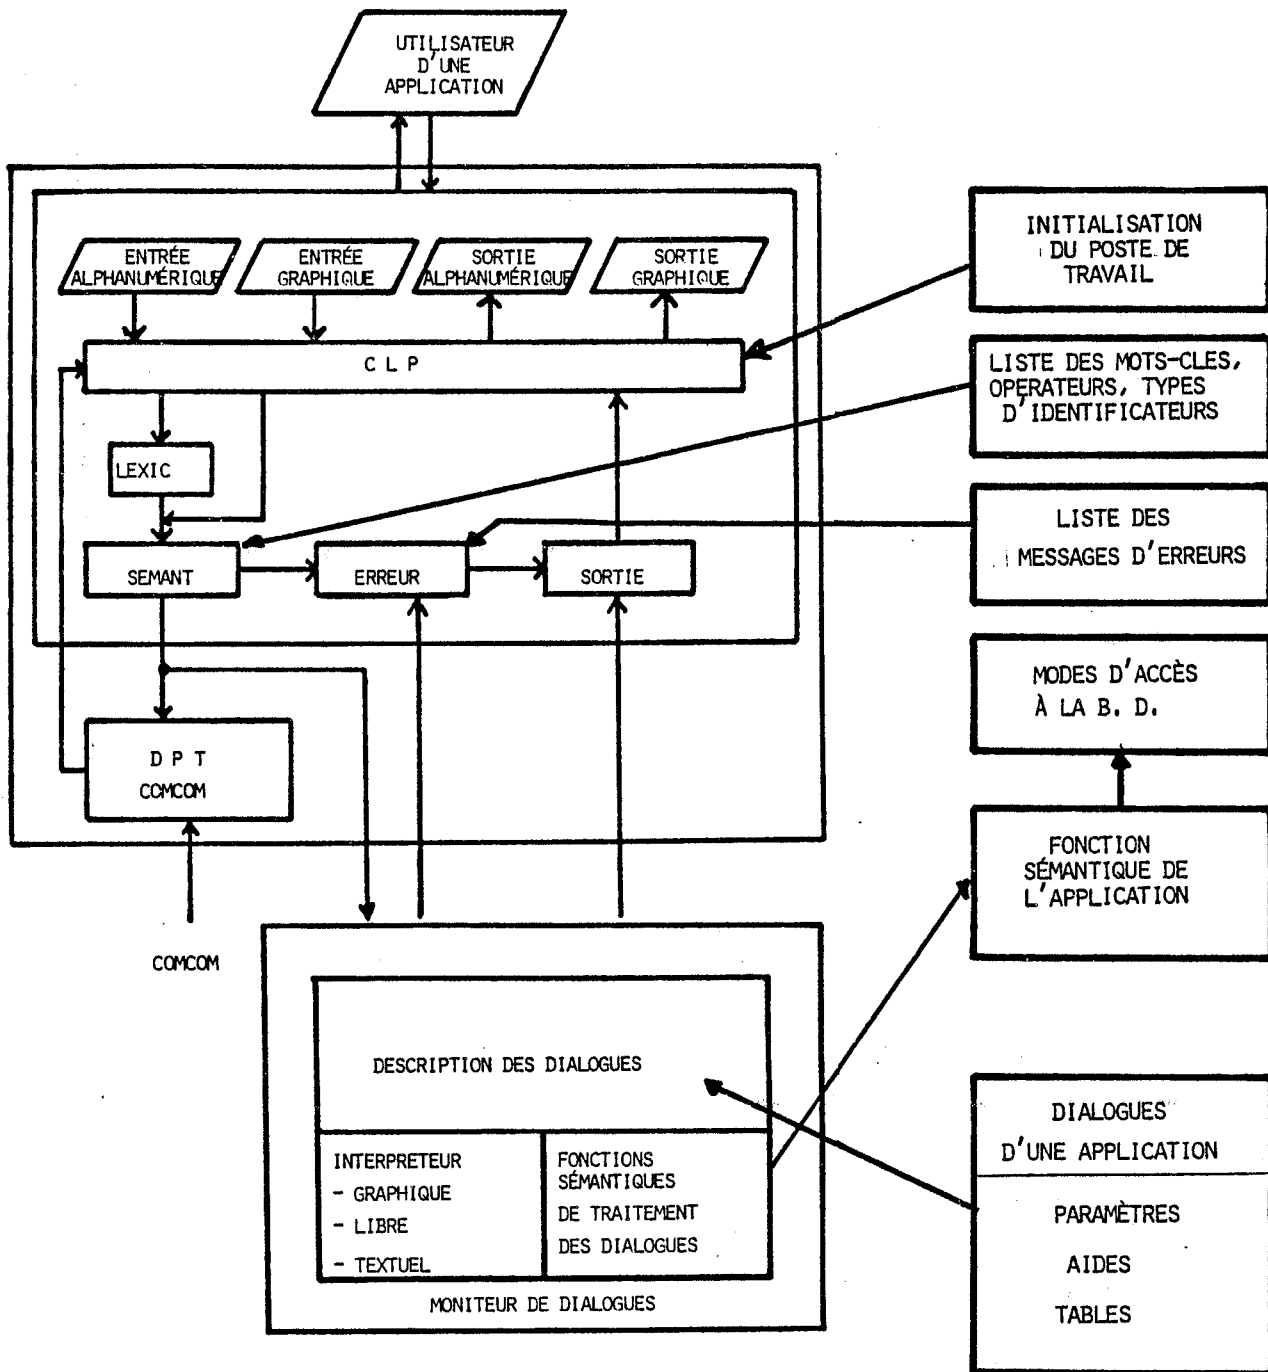 UTILISATEUR
D'UNE
APPLICATION
ENTRÉE
ALPHANUMÉRIQUE
ENTRÉE
GRAPHIQUE
SORTIE
ALPHANUMÉRIQUE
SORTIE
GRAPHIQUE
C L P
LEXIC
SEMANT
ERREUR
SORTIE
D P T
COMCOM
COMCOM
INITIALISATION
DU POSTE DE
TRAVAIL
LISTE DES MOTS-CLES,
OPERATEURS, TYPES
D'IDENTIFICATEURS
LISTE DES
MESSAGES D'ERREURS
MODES D'ACCÈS
À LA B. D.
FONCTION
SÉMANTIQUE DE
L'APPLICATION
DESCRIPTION DES DIALOGUES
INTERPRETEUR
- GRAPHIQUE
- LIBRE
- TEXTUEL
FONCTIONS
SÉMANTIQUES
DE TRAITEMENT
DES DIALOGUES
MONITEUR DE DIALOGUES
DIALOGUES
D'UNE APPLICATION
PARAMÈTRES
AIDES
TABLES